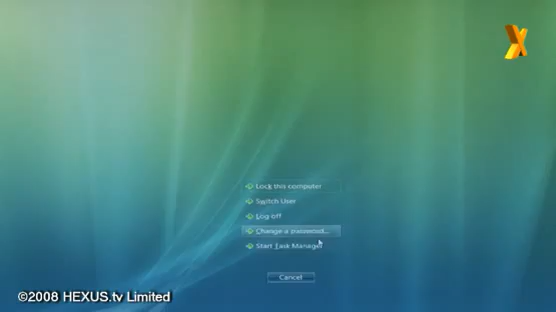 X
Lock this computer
Switch User
Log off
Change a password...
Start Task Manager
Cancel
©2008 HEXUS.tv Limited